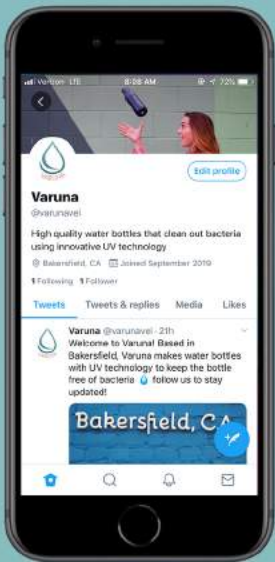 Verizon LTE 8:28 AM 72%
Edit profile
Varuna
@varunavei
High quality water bottles that clean out bacteria
using innovative UV technology
Bakersfield, CA Joined September 2019
1 Following 1 Follower
Tweets Tweets & replies Media Likes
Varuna @varunavei · 21h
Welcome to Varuna! Based in
Bakersfield, Varuna makes water bottles
with UV technology to keep the bottle
free of bacteria 💧 follow us to stay
updated!
Bakersfield, CA